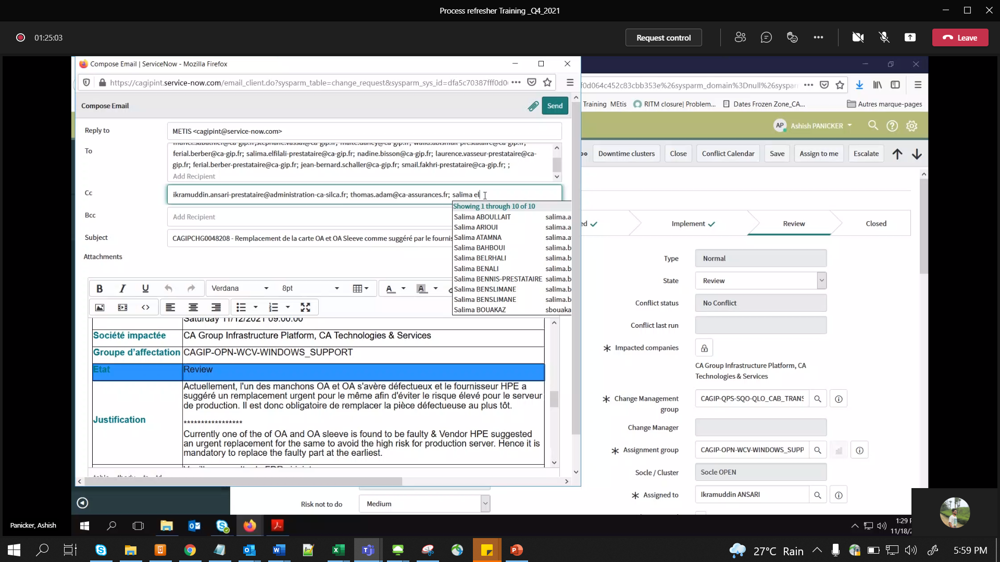 Process refresher Training _Q4_2021
01:25:03
Request control
Leave
Compose Email | ServiceNow - Mozilla Firefox
https://cagipint.service-now.com/email_client.do?sysparm_table=change_request&sysparm_sys_id=dfa5c70387fff0d0
f0d064c452c83cbb353e%26sysparm_domain%3Dnull%26syspar
Training MEtis
RITM closure| Problem...
Dates Frozen Zone_CA...
Autres marque-pages
Compose Email
Send
AP
Ashish PANICKER
Reply to
METIS <cagipint@service-now.com>
To
ferial.berber@ca-gip.fr; salima.elfilali-prestataire@ca-gip.fr; nadine.bisson@ca-gip.fr; laurence.vasseur-prestataire@ca-
gip.fr; ferial.berber-prestataire@ca-gip.fr; jean-bernard.schaller@ca-gip.fr; smail.fakhri-prestataire@ca-gip.fr; ;
Add Recipient
Downtime clusters
Close
Conflict Calendar
Save
Assign to me
Escalate
Cc
ikramuddin.ansari-prestataire@administration-ca-silca.fr; thomas.adam@ca-assurances.fr; salima el
Showing 1 through 10 of 10
Salima ABOULLAIT salima.a
Salima ARIOUI salima.a
Salima ATAMNA salima.a
Salima BAHBOUI salima.b
Salima BELRHALI salima.b
Salima BENALI salima.b
Salima BENNIS-PRESTATAIRE salima.b
Salima BENSLIMANE salima.b
Salima BENSLIMANE salima.b
Salima BOUAKAZ sbouaka
Bcc
Add Recipient
Subject
CAGIPCHG0048208 - Remplacement de la carte OA et OA Sleeve comme suggéré par le fournis
Attachments
ed
Implement
Review
Closed
B I U
Verdana
8pt
A
A
Saturday 11/12/2021 09:00:00
Société impactée
CA Group Infrastructure Platform, CA Technologies & Services
Groupe d'affectation
CAGIP-OPN-WCV-WINDOWS_SUPPORT
Etat
Review
Justification
Actuellement, l'un des manchons OA et OA s'avère défectueux et le fournisseur HPE a
suggéré un remplacement urgent pour le même afin d'éviter le risque élevé pour le serveur
de production. Il est donc obligatoire de remplacer la pièce défectueuse au plus tôt.
*****************
Currently one of the of OA and OA sleeve is found to be faulty & Vendor HPE suggested
an urgent replacement for the same to avoid the high risk for production server. Hence it is
mandatory to replace the faulty part at the earliest.
Type
Normal
State
Review
Conflict status
No Conflict
Conflict last run
Impacted companies
CA Group Infrastructure Platform, CA
Technologies & Services
Change Management
group
CAGIP-QPS-SQO-QLO_CAB_TRANS
Change Manager
Assignment group
CAGIP-OPN-WCV-WINDOWS_SUPP
Socle / Cluster
Socle OPEN
Assigned to
Ikramuddin ANSARI
Risk not to do
Medium
Panicker, Ashish
1:29 P
11/18/2
27°C Rain
5:59 PM